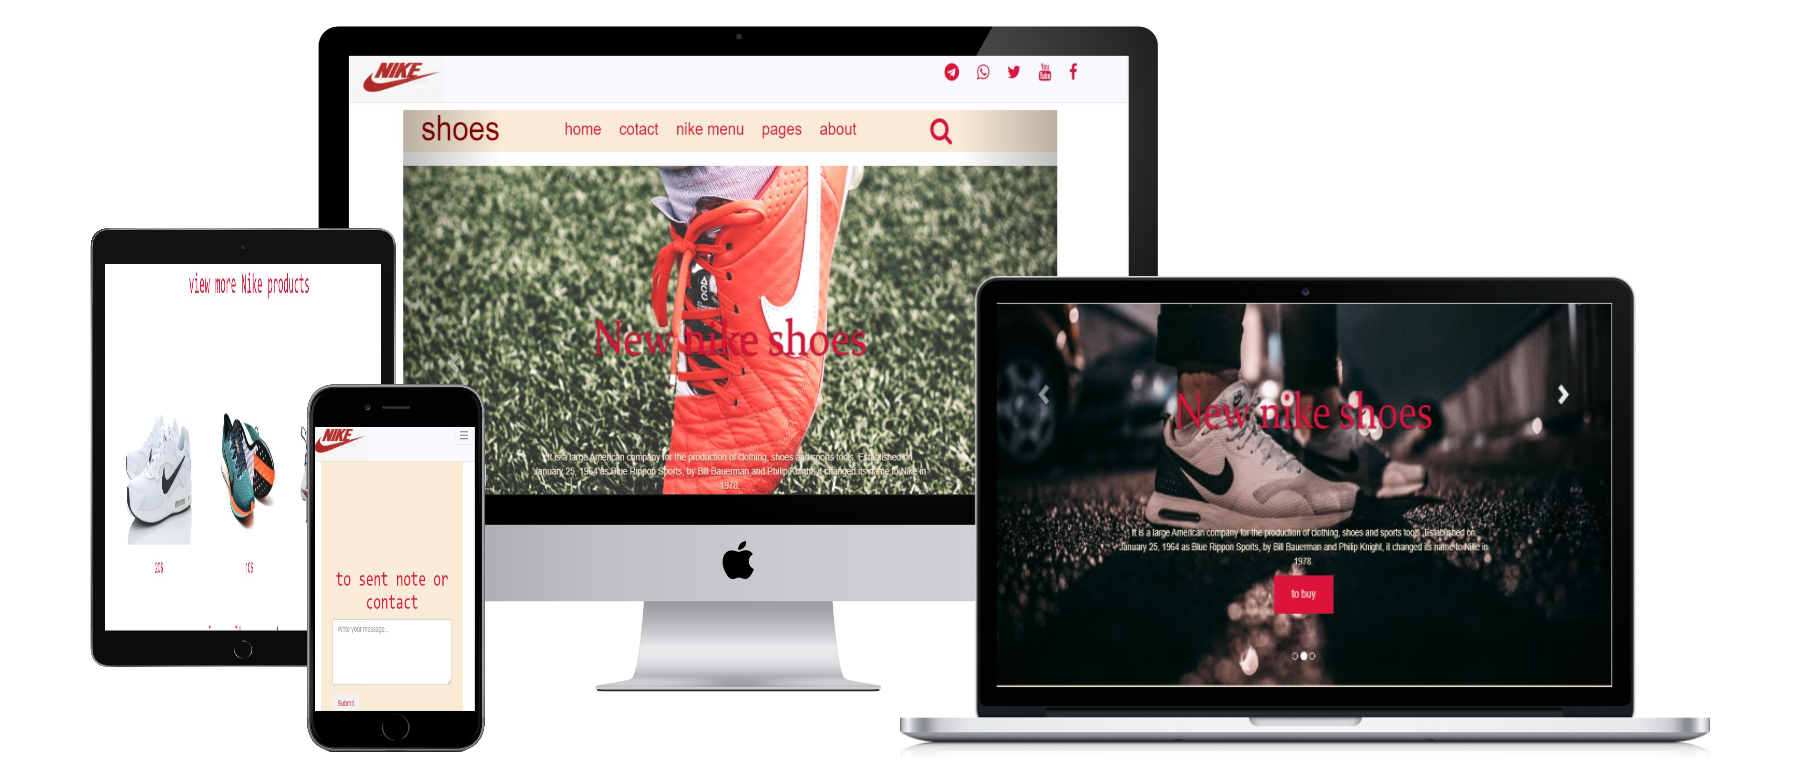 NIKE
You
Tube
shoes
home cotact nike menu pages about
New nike shoes
It is a large American company for the production of clothing, shoes and sports tools, Established on
January 25, 1964 as Blue Rippon Sports, by Bill Bauerman and Philip Knight, it changed its name to Nike in
1978.
view more Nike products
20$ 10$
NIKE
to sent note or
contact
Write your message...
Submit
New nike shoes
It is a large American company for the production of clothing, shoes and sports tools, Established on
January 25, 1964 as Blue Rippon Sports, by Bill Bauerman and Philip Knight, it changed its name to Nike in
1978.
to buy